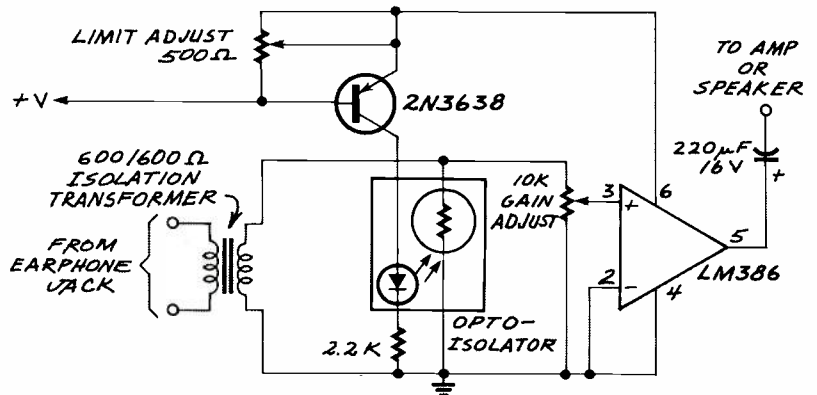 LIMIT ADJUST
500Ω
+V
2N3638
TO AMP
OR
SPEAKER
220µF
16V
+
600/600Ω
ISOLATION
TRANSFORMER
FROM
EARPHONE
JACK
10K
GAIN
ADJUST
3
+
6
5
2
-
4
LM386
2.2K
OPTO-
ISOLATOR